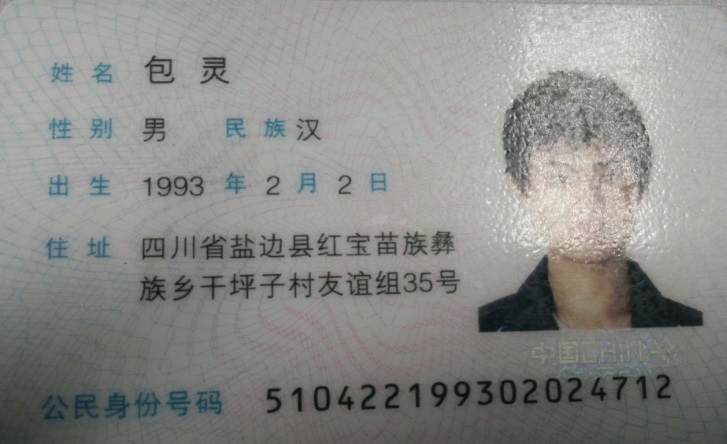 姓名 包灵
性别 男 民族 汉
出生 1993 年 2 月 2 日
住址 四川省盐边县红宝苗族彝
族乡干坪子村友谊组35号
中国CHINA
公民身份号码 510422199302024712